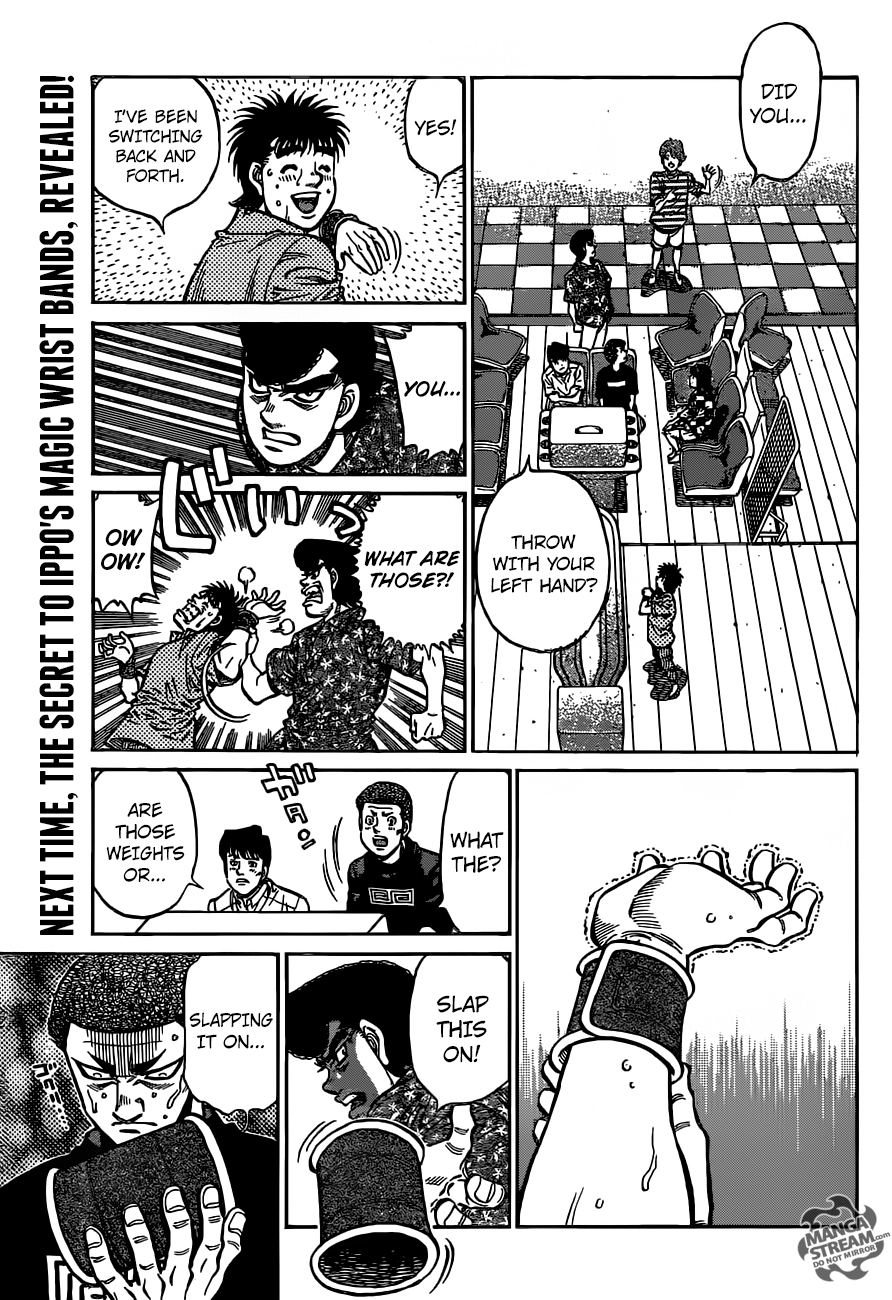 DID
YOU...
THROW
WITH YOUR
LEFT HAND?
YES!
I'VE BEEN
SWITCHING
BACK AND
FORTH.
YOU...
WHAT ARE
THOSE?!
OW
OW!
WHAT
THE?
ARE
THOSE
WEIGHTS
OR...
SLAP
THIS
ON!
SLAPPING
IT ON...
NEXT TIME, THE SECRET TO IPPO'S MAGIC WRIST BANDS, REVEALED!
MANGA
STREAM.com
DO NOT MIRROR